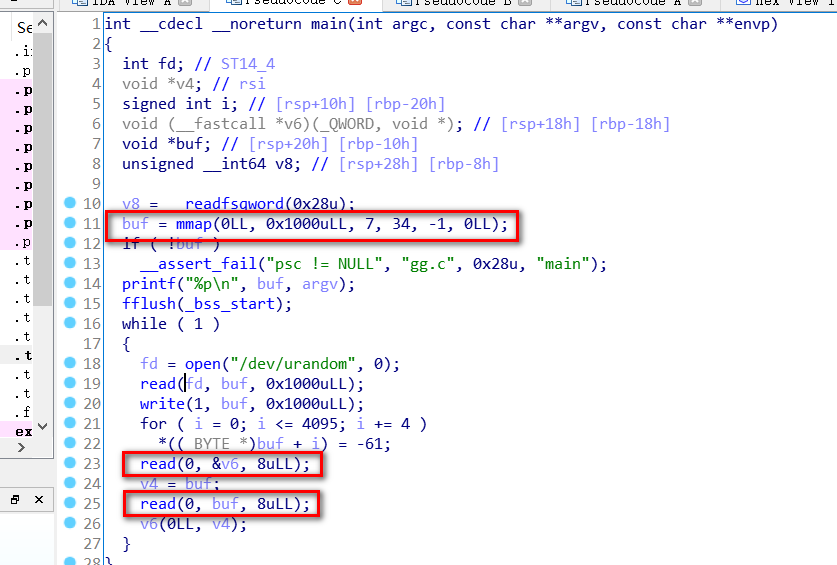 IDA View A Pseudocode C Pseudocode B Pseudocode A Hex View 1
Se
.i
.p
.p
.p
.p
.p
.p
.p
.p
.p
.t
.t
.t
.t
.t
.t
.f
ex
1 int __cdecl __noreturn main(int argc, const char **argv, const char **envp)
2 {
3 int fd; // ST14_4
4 void *v4; // rsi
5 signed int i; // [rsp+10h] [rbp-20h]
6 void (__fastcall *v6)(_QWORD, void *); // [rsp+18h] [rbp-18h]
7 void *buf; // [rsp+20h] [rbp-10h]
8 unsigned __int64 v8; // [rsp+28h] [rbp-8h]
9
10 v8 = __readfsqword(0x28u);
11 buf = mmap(0LL, 0x1000uLL, 7, 34, -1, 0LL);
12 if ( !buf )
13 __assert_fail("psc != NULL", "gg.c", 0x28u, "main");
14 printf("%p\n", buf, argv);
15 fflush(_bss_start);
16 while ( 1 )
17 {
18 fd = open("/dev/urandom", 0);
19 read(fd, buf, 0x1000uLL);
20 write(1, buf, 0x1000uLL);
21 for ( i = 0; i <= 4095; i += 4 )
22 *((_BYTE *)buf + i) = -61;
23 read(0, &v6, 8uLL);
24 v4 = buf;
25 read(0, buf, 8uLL);
26 v6(0LL, v4);
27 }
28 }